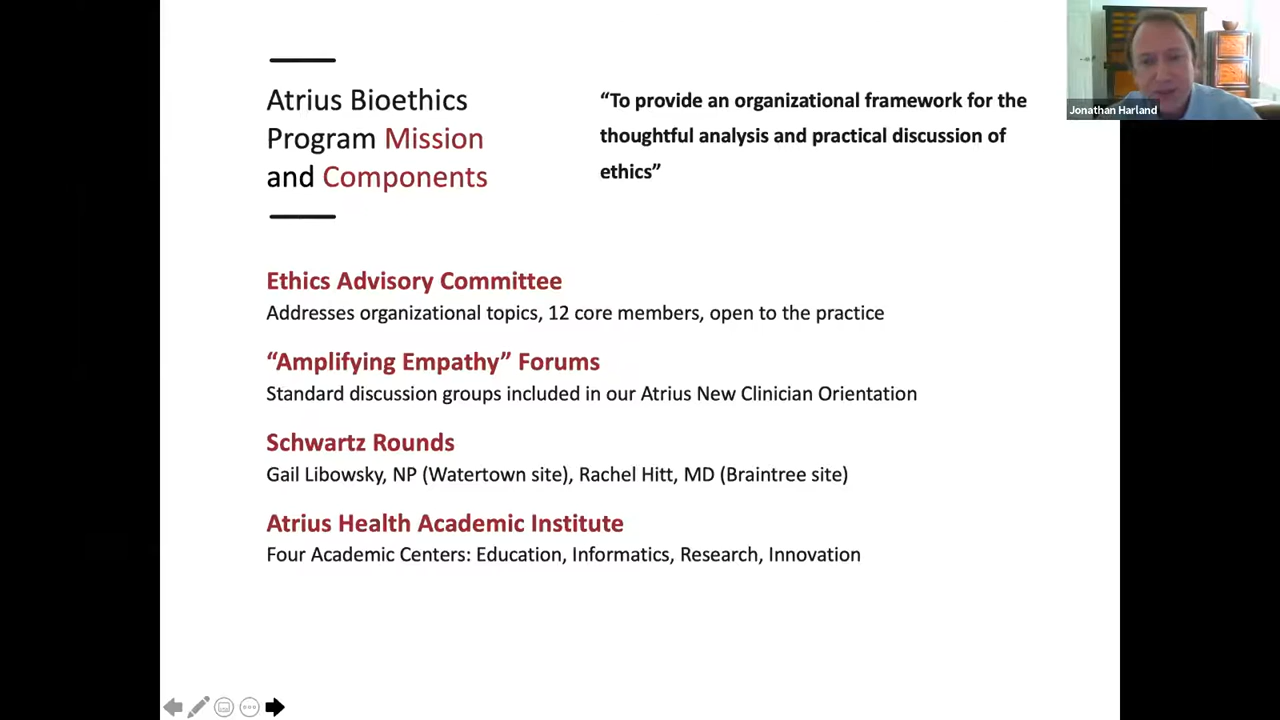 Atrius Bioethics
Program Mission
and Components
“To provide an organizational framework for the
thoughtful analysis and practical discussion of
ethics”
Jonathan Harland
Ethics Advisory Committee
Addresses organizational topics, 12 core members, open to the practice
“Amplifying Empathy” Forums
Standard discussion groups included in our Atrius New Clinician Orientation
Schwartz Rounds
Gail Libowsky, NP (Watertown site), Rachel Hitt, MD (Braintree site)
Atrius Health Academic Institute
Four Academic Centers: Education, Informatics, Research, Innovation